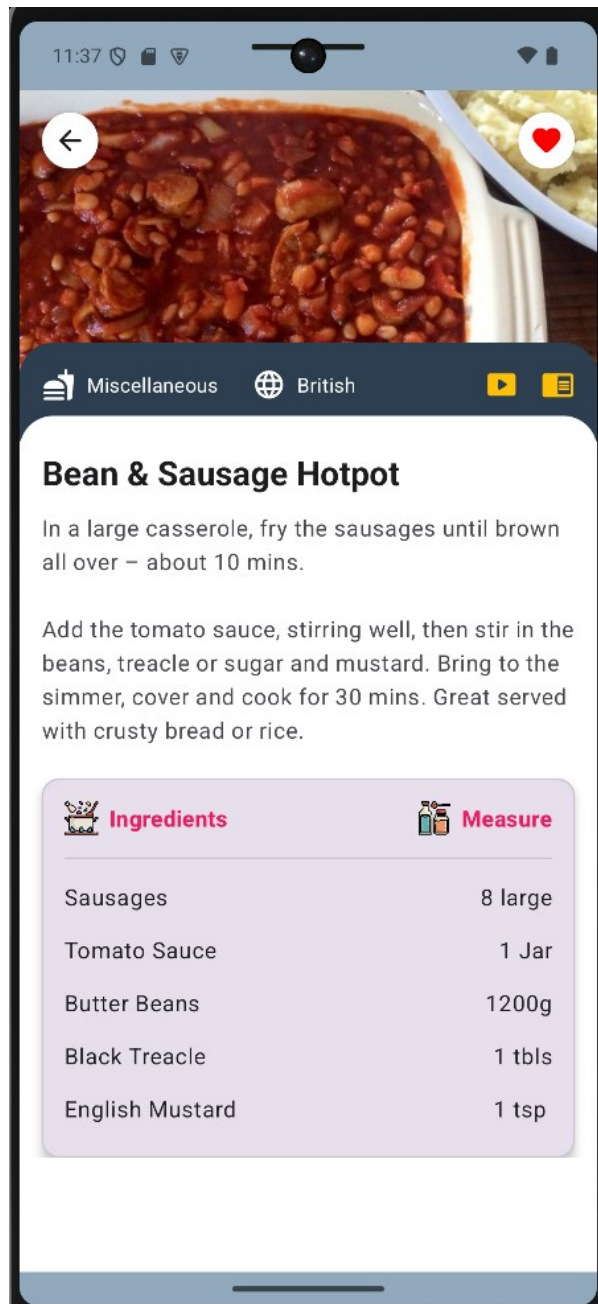 11:37
Miscellaneous British
Bean & Sausage Hotpot
In a large casserole, fry the sausages until brown
all over – about 10 mins.
Add the tomato sauce, stirring well, then stir in the
beans, treacle or sugar and mustard. Bring to the
simmer, cover and cook for 30 mins. Great served
with crusty bread or rice.
Ingredients Measure
Sausages 8 large
Tomato Sauce 1 Jar
Butter Beans 1200g
Black Treacle 1 tbls
English Mustard 1 tsp